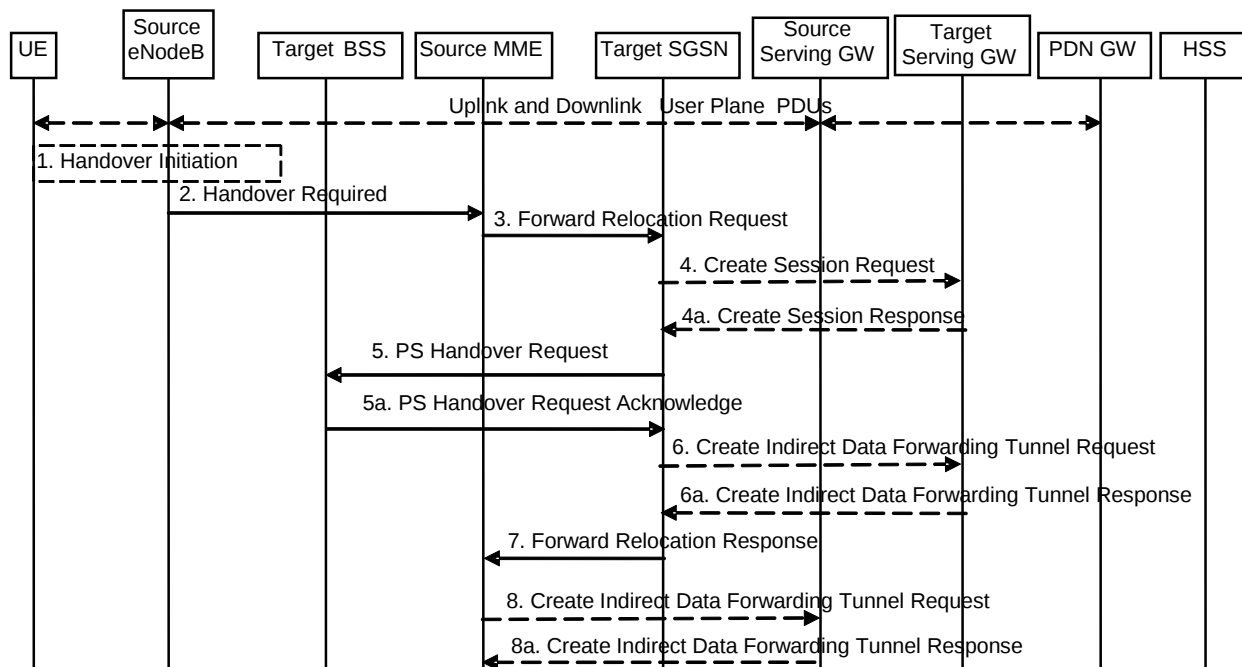 UE
Source
eNodeB
Target BSS
Source MME
Target SGSN
Source
Serving GW
Target
Serving GW
PDN GW
HSS
Uplink and Downlink User Plane PDUs
1. Handover Initiation
2. Handover Required
3. Forward Relocation Request
4. Create Session Request
4a. Create Session Response
5. PS Handover Request
5a. PS Handover Request Acknowledge
6. Create Indirect Data Forwarding Tunnel Request
6a. Create Indirect Data Forwarding Tunnel Response
7. Forward Relocation Response
8. Create Indirect Data Forwarding Tunnel Request
8a. Create Indirect Data Forwarding Tunnel Response